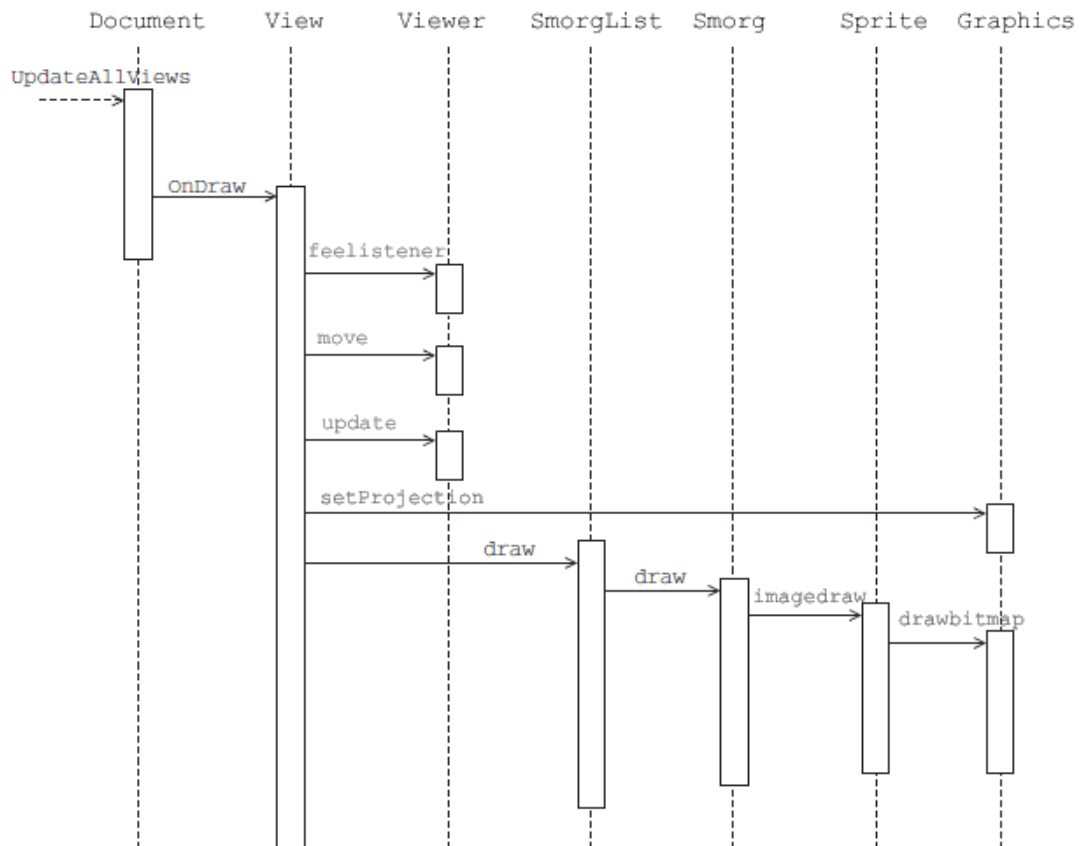 Document View Viewer SmorgList Smorg Sprite Graphics
UpdateAllViews
OnDraw
feelistener
move
update
setProjection
draw
draw
imagedraw
drawbitmap